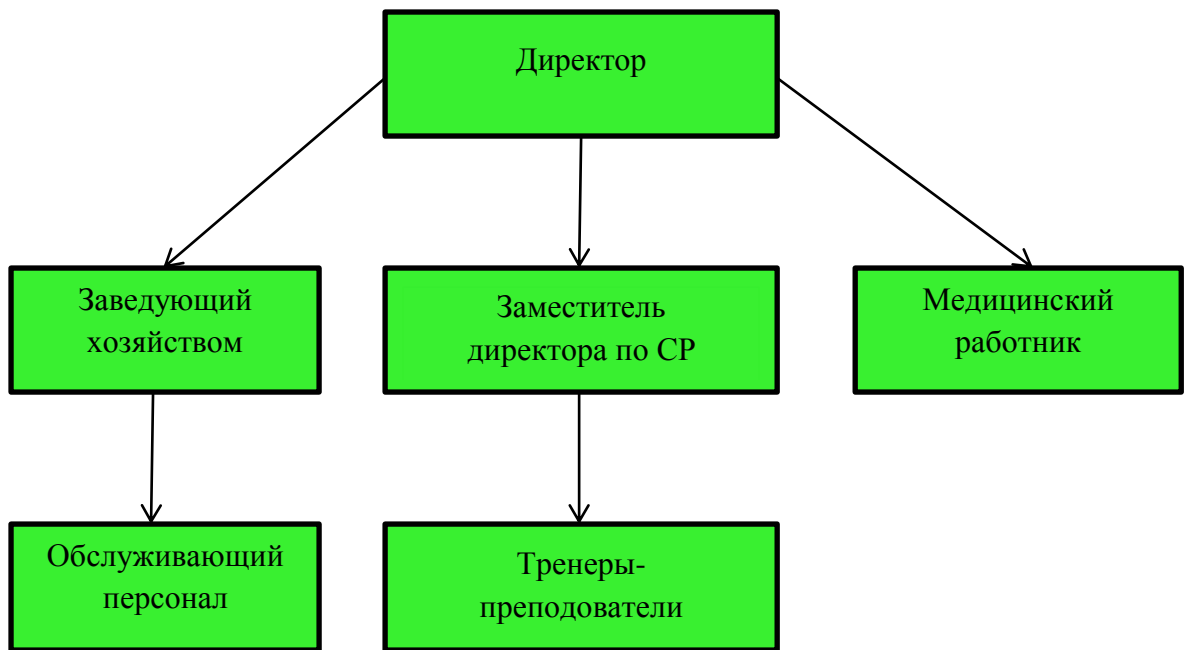 Директор
Заведующий
хозяйством
Заместитель
директора по СР
Медицинский
работник
Обслуживающий
персонал
Тренеры-
преподователи